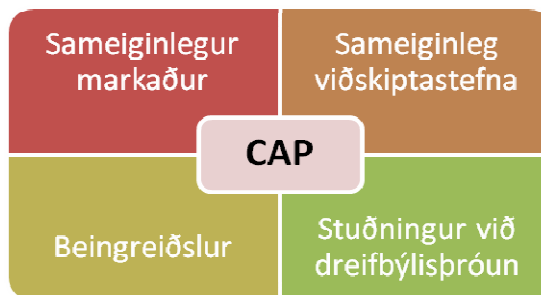 Sameiginlegur
markaður
Sameiginleg
viðskiptastefna
CAP
Beingreiðslur
Stuðningur við
dreifbýlisþróun